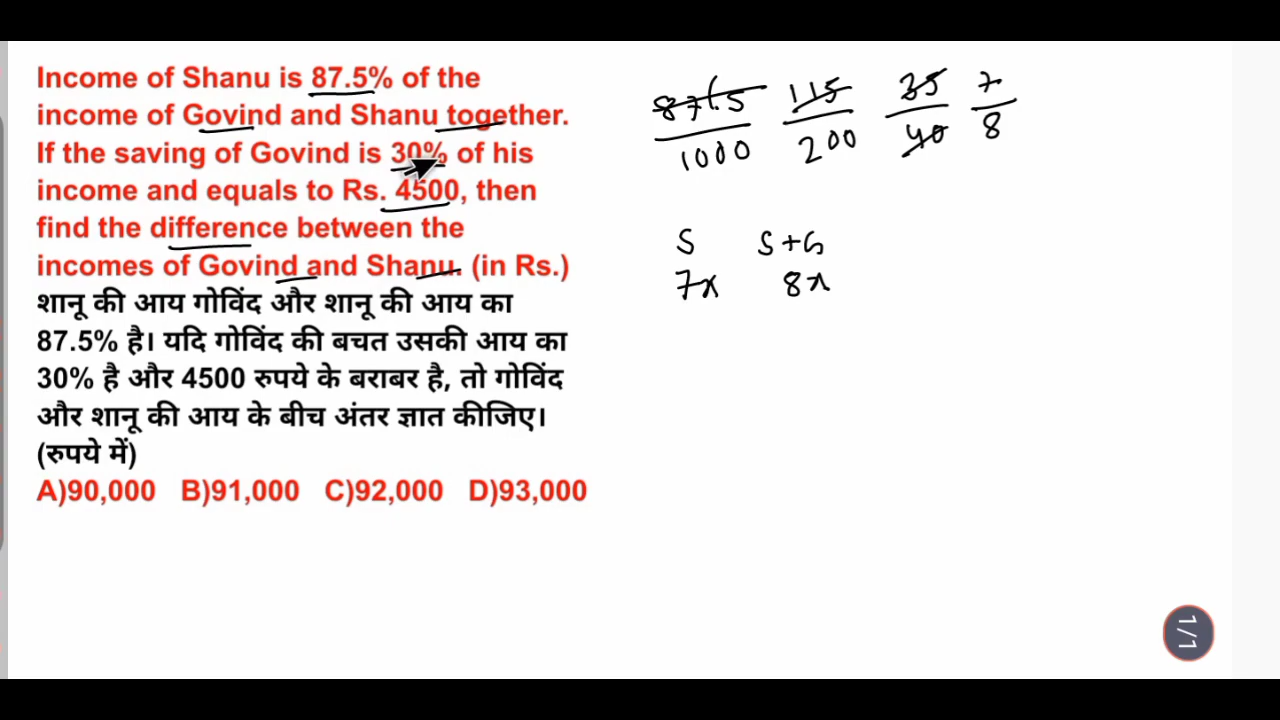 Income of Shanu is 87.5% of the
income of Govind and Shanu together.
If the saving of Govind is 30% of his
income and equals to Rs. 4500, then
find the difference between the
incomes of Govind and Shanu. (in Rs.)
शानू की आय गोविंद और शानू की आय का
87.5% है। यदि गोविंद की बचत उसकी आय का
30% है और 4500 रुपये के बराबर है, तो गोविंद
और शानू की आय के बीच अंतर ज्ञात कीजिए।
(रुपये में)
A)90,000 B)91,000 C)92,000 D)93,000
115 35 7
1000 200 40 8
S S+G
7x 8x
1/1